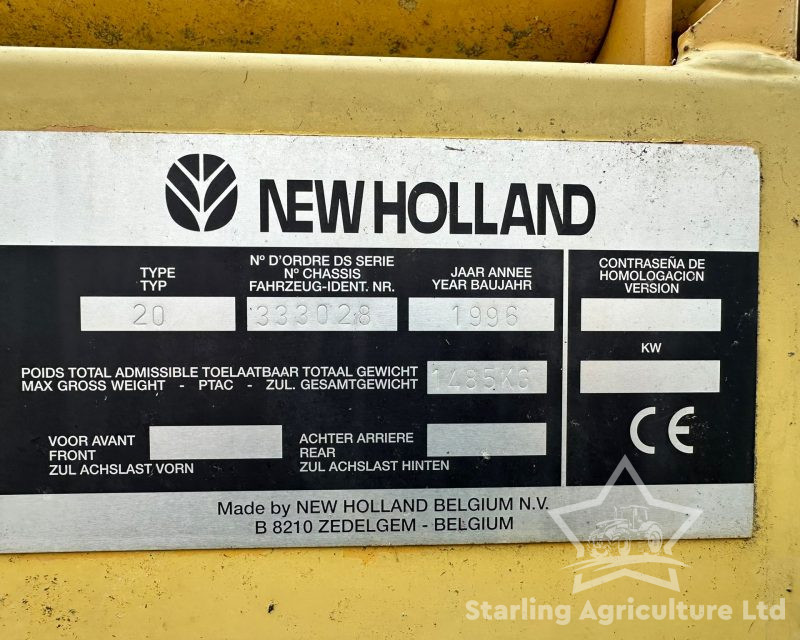 NEW HOLLAND
TYPE
TYP
20
Nº D'ORDRE DS SERIE
Nº CHASSIS
FAHRZEUG-IDENT. NR.
333028
JAAR ANNEE
YEAR BAUJAHR
1996
CONTRASEÑA DE
HOMOLOGACION
VERSION
KW
POIDS TOTAL ADMISSIBLE TOELAATBAAR TOTAAL GEWICHT
MAX GROSS WEIGHT - PTAC - ZUL. GESAMTGEWICHT
1485KG
VOOR AVANT
FRONT
ZUL ACHSLAST VORN
ACHTER ARRIERE
REAR
ZUL ACHSLAST HINTEN
CE
Made by NEW HOLLAND BELGIUM N.V.
B 8210 ZEDELGEM - BELGIUM
Starling Agriculture Ltd